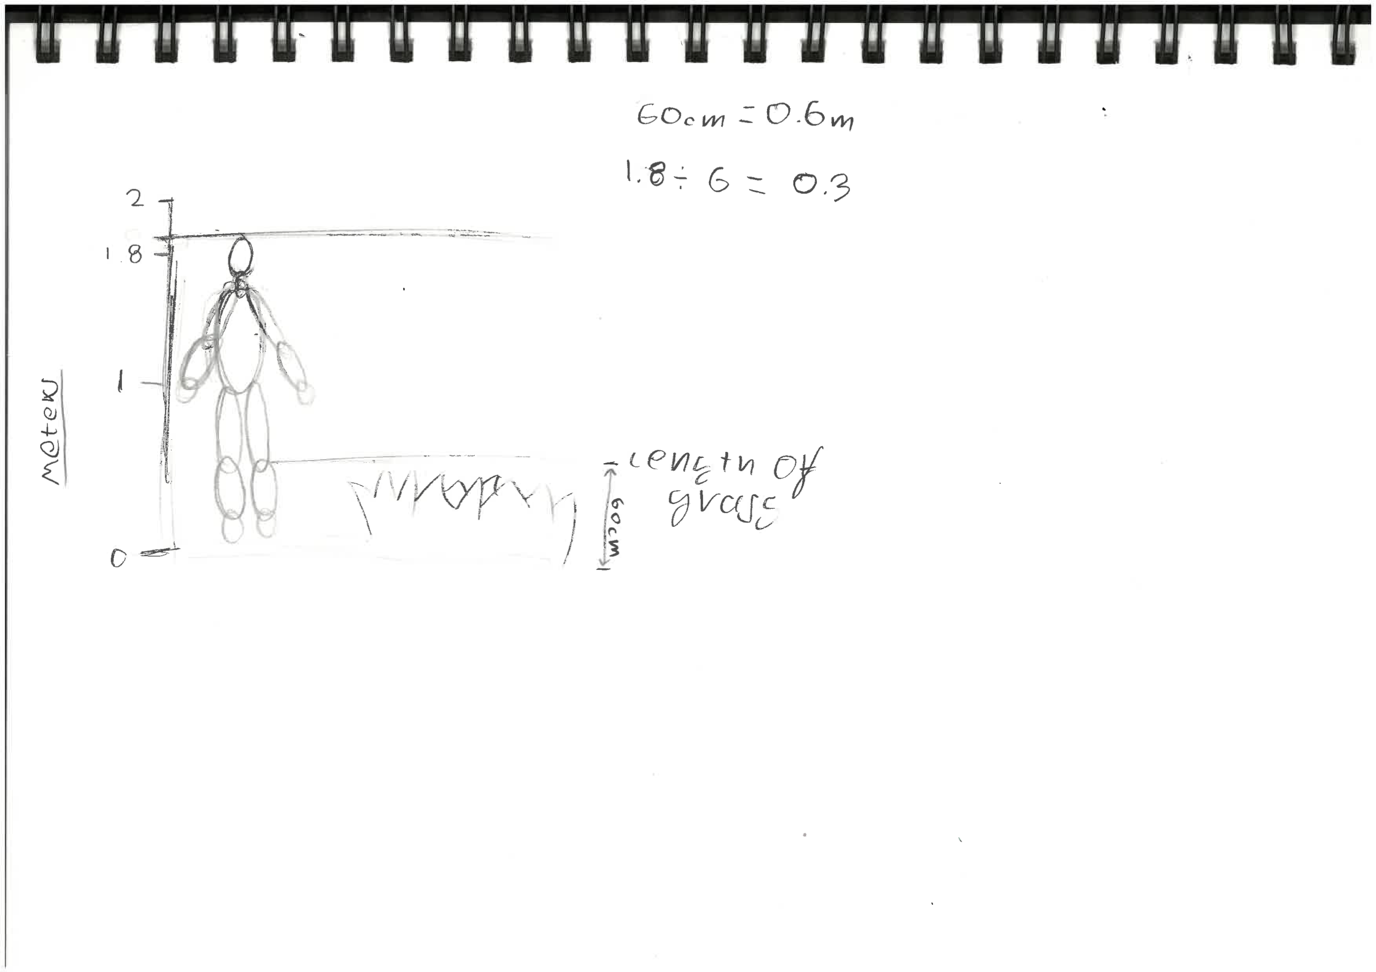 60cm = 0.6m
1.8 ÷ 6 = 0.3
2
1.8
1
0
meters
Length of
grass
60cm